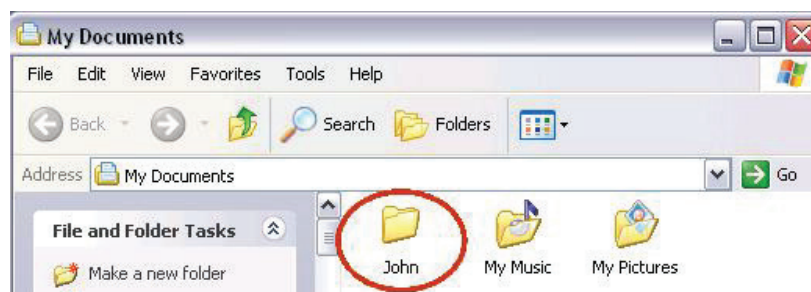 My Documents
File Edit View Favorites Tools Help
Back Search Folders
Address My Documents Go
File and Folder Tasks
Make a new folder
John My Music My Pictures